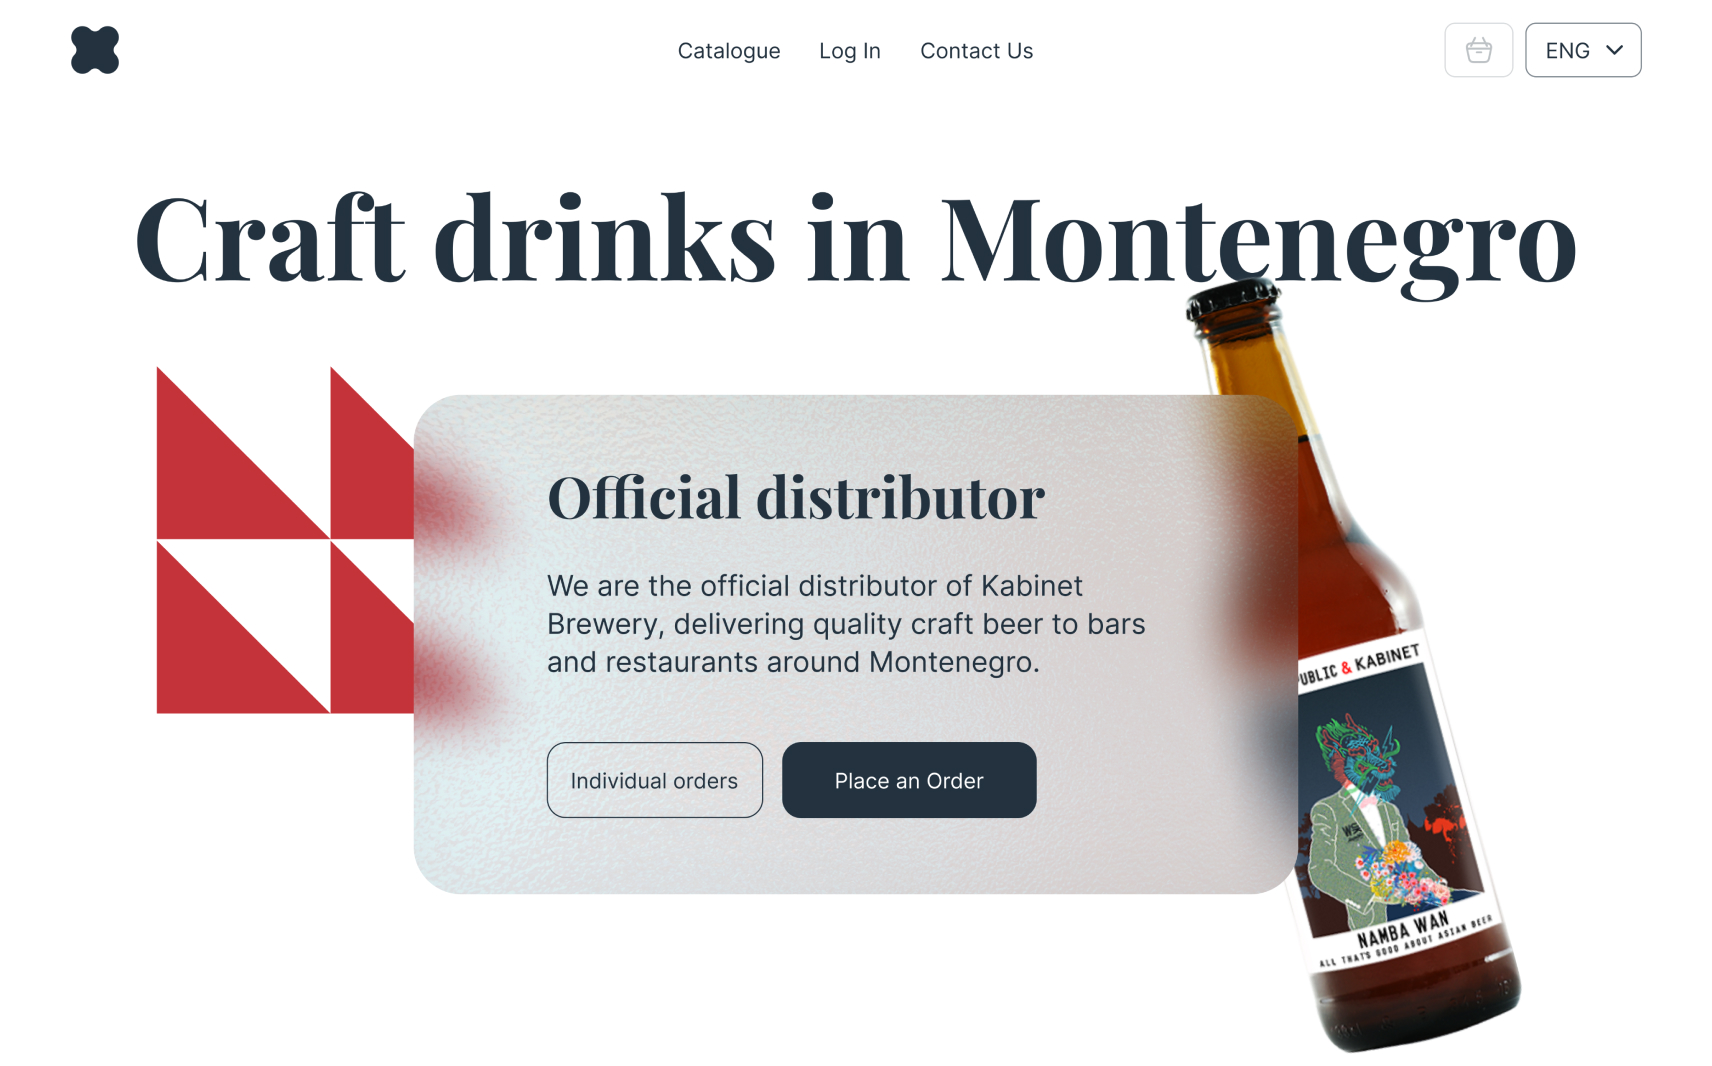 Catalogue
Log In
Contact Us
ENG
Craft drinks in Montenegro
Official distributor
We are the official distributor of Kabinet
Brewery, delivering quality craft beer to bars
and restaurants around Montenegro.
Individual orders
Place an Order
PUBLIC & KABINET
NAMBA WAN
ALL THAT'S GOOD ABOUT ASIAN BEER